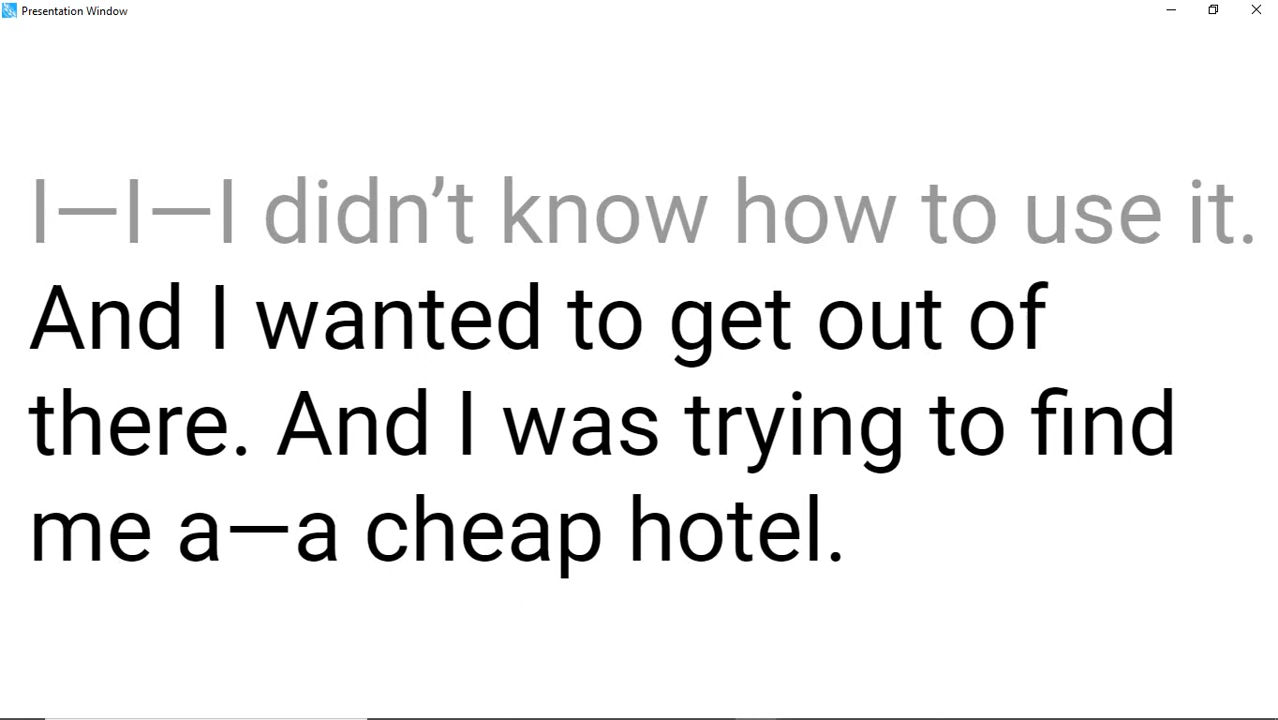 Presentation Window
I—I—I didn’t know how to use it.
And I wanted to get out of
there. And I was trying to find
me a—a cheap hotel.